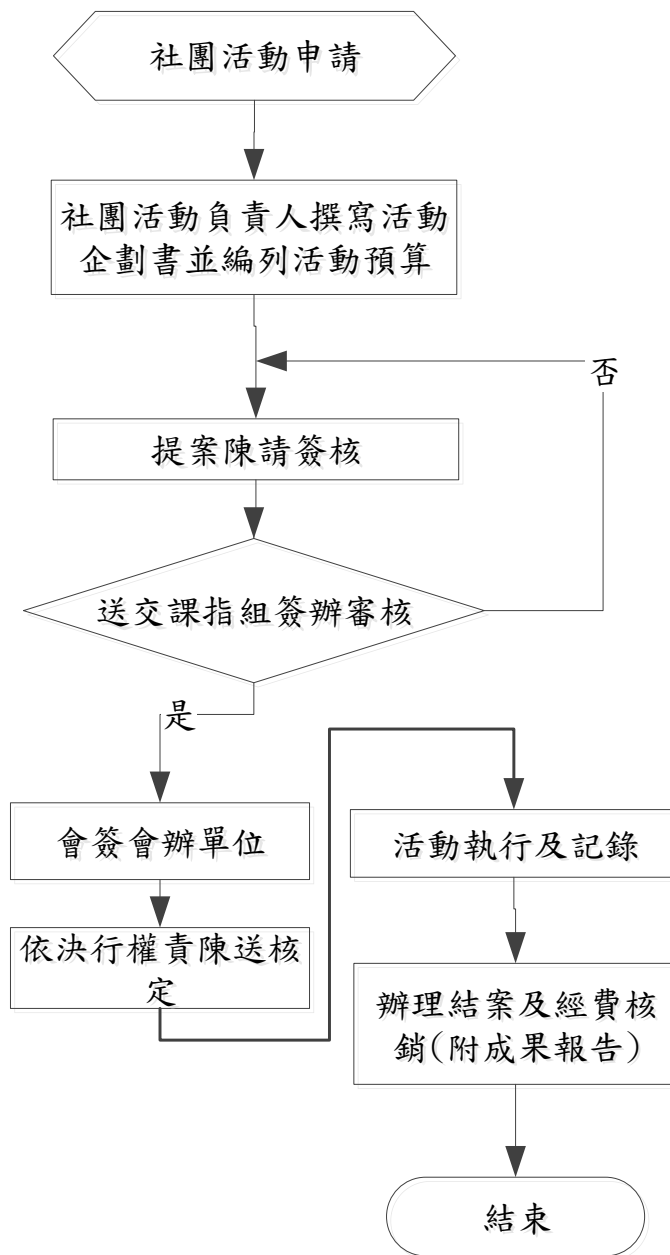 社團活動申請
社團活動負責人撰寫活動
企劃書並編列活動預算
否
提案陳請簽核
送交課指組簽辦審核
是
會簽會辦單位
依決行權責陳送核
定
活動執行及記錄
辦理結案及經費核
銷(附成果報告)
結束